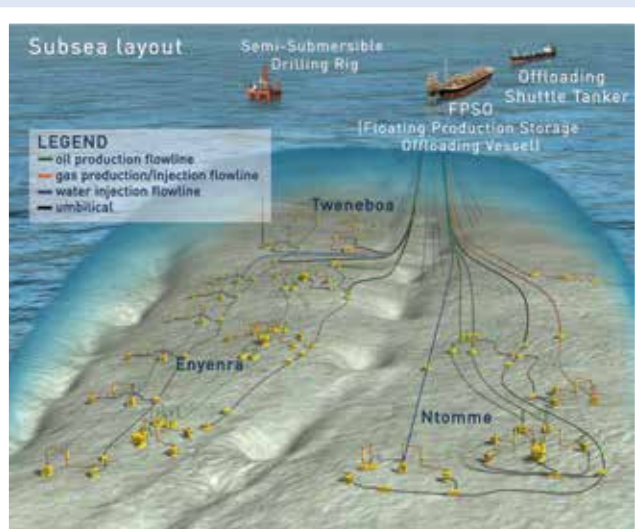 Subsea layout
Semi-Submersible
Drilling Rig
Offloading
Shuttle Tanker
FPSO
(Floating Production Storage
Offloading Vessel)
LEGEND
oil production flowline
gas production/injection flowline
water injection flowline
umbilical
Tweneboa
Enyenra
Ntomme